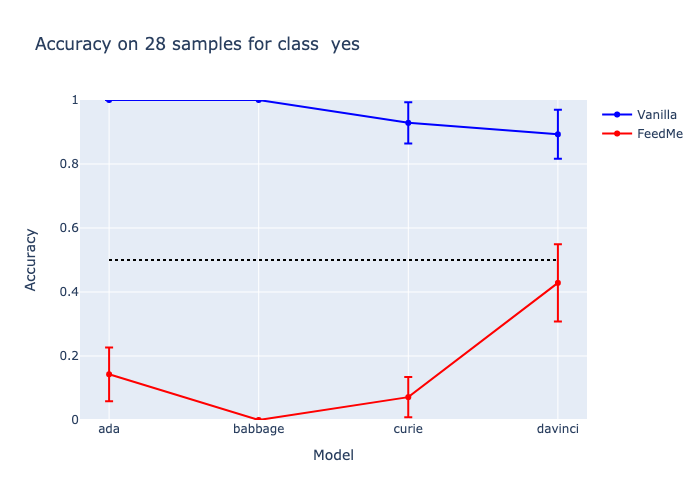 Accuracy on 28 samples for class  yes
1
0.8
0.6
0.4
0.2
0
Accuracy
ada
babbage
curie
davinci
Model
Vanilla
FeedMe